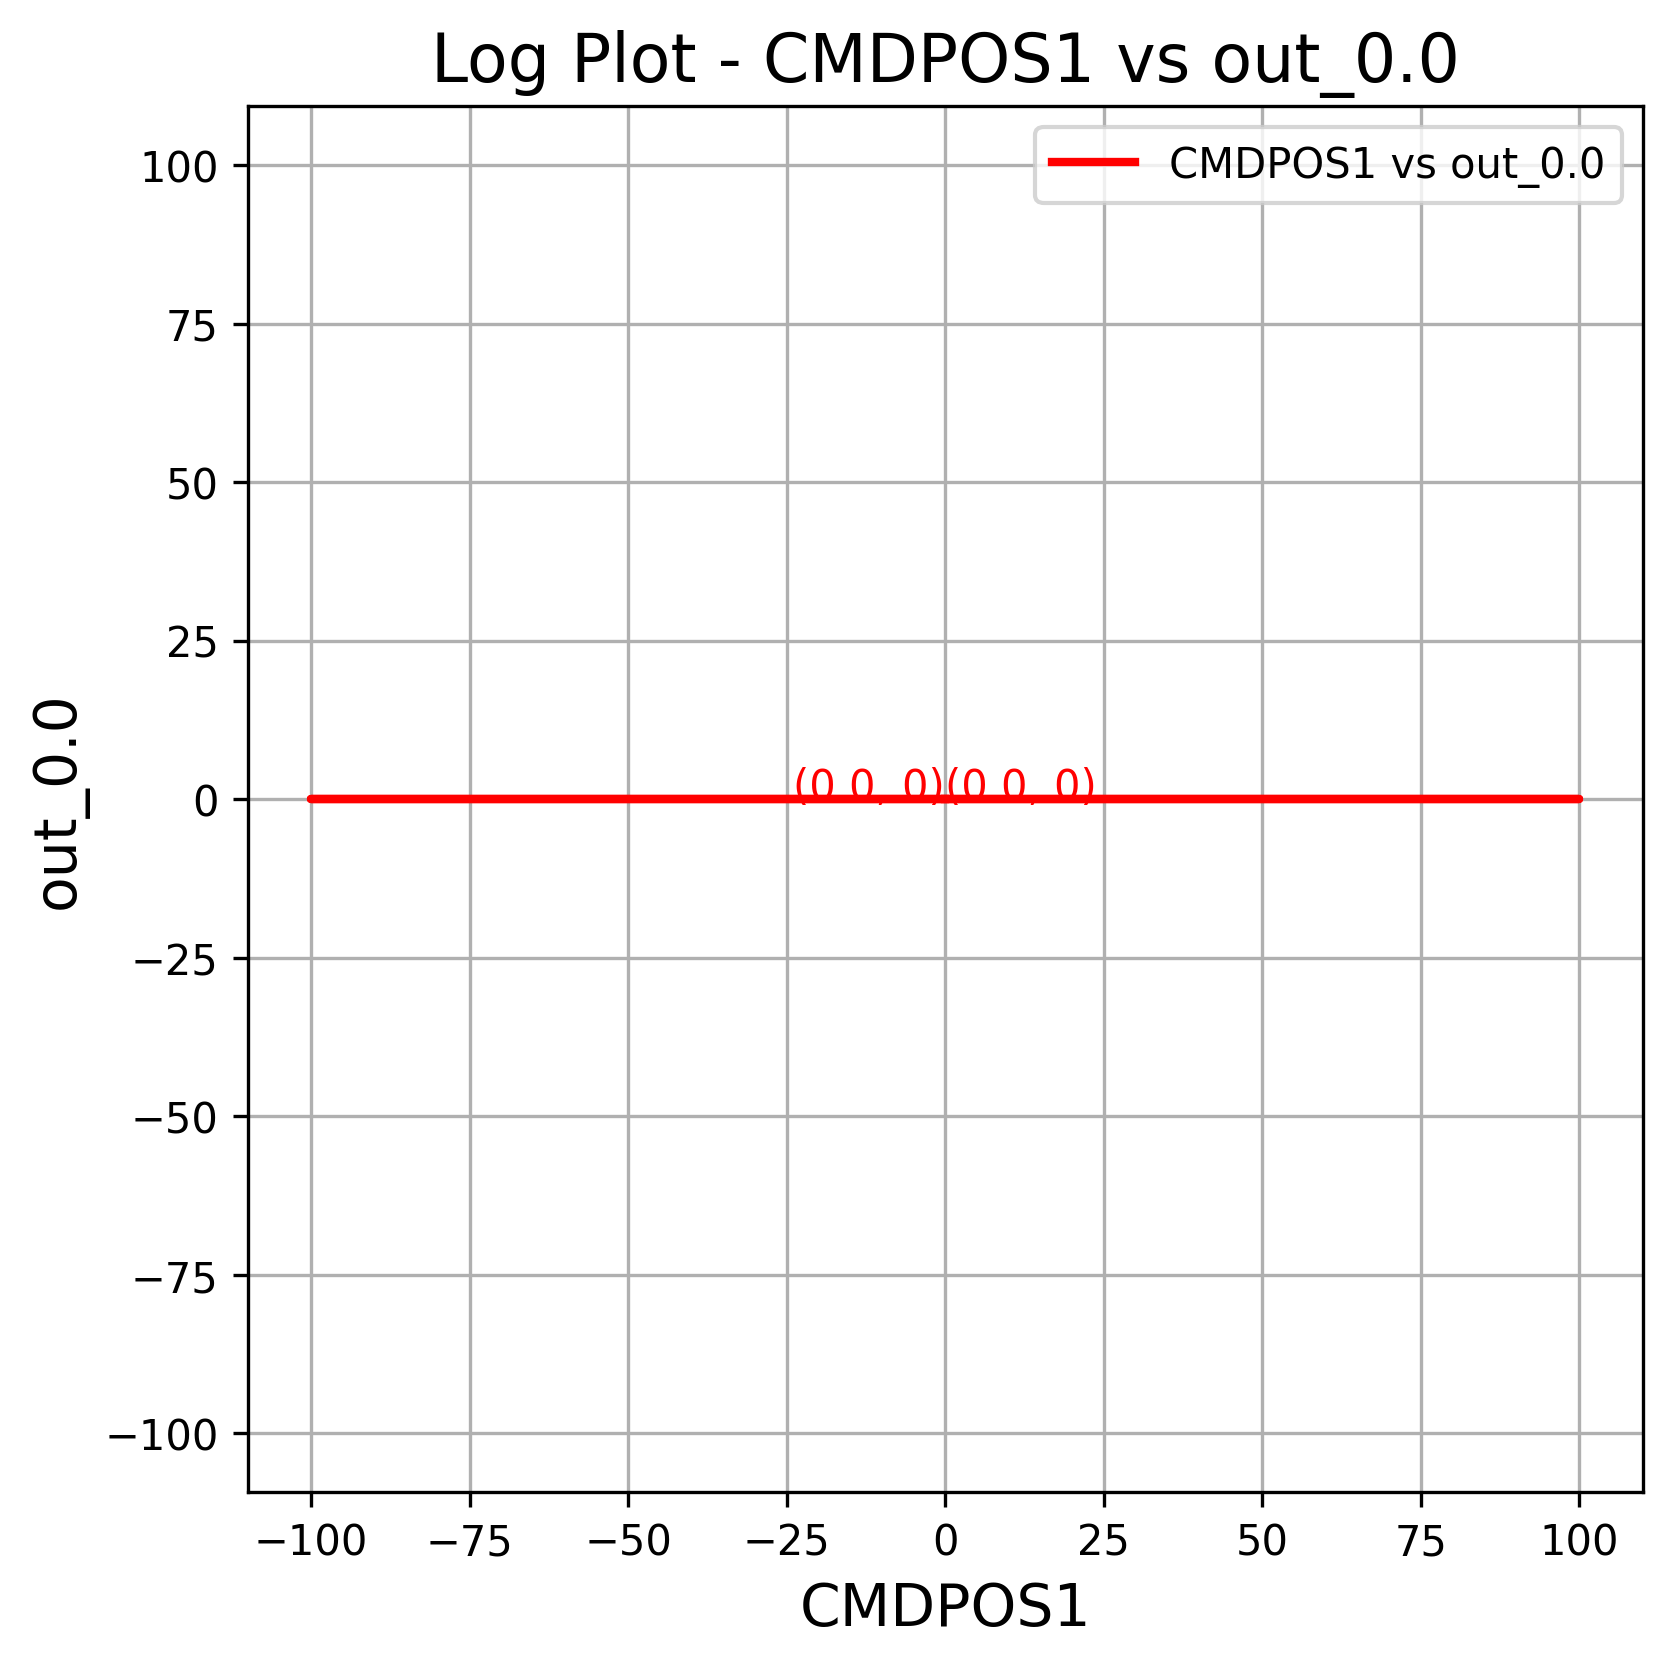 Log Plot - CMDPOS1 vs out_0.0
CMDPOS1 vs out_0.0
100
75
50
25
0
−25
−50
−75
−100
out_0.0
(0.0, 0)(0.0, 0)
−100 −75 −50 −25 0 25 50 75 100
CMDPOS1